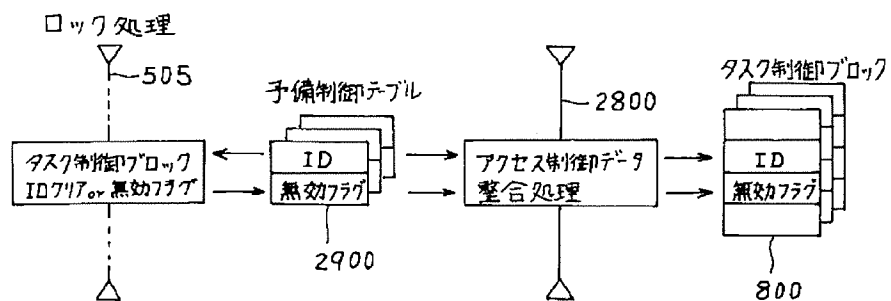 ロック処理
505
予備制御テーブル
2800
タスク制御ブロック
タスク制御ブロック
IDクリアor無効フラグ
ID
無効フラグ
アクセス制御データ
整合処理
ID
無効フラグ
2900
800